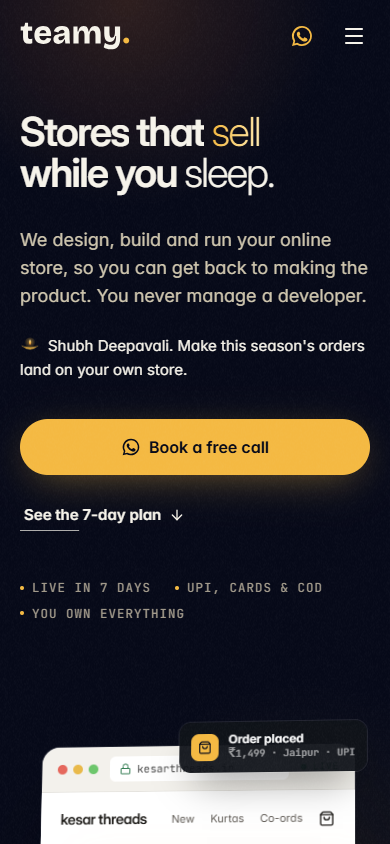 teamy.
Stores that sell
while you sleep.
We design, build and run your online
store, so you can get back to making the
product. You never manage a developer.
Shubh Deepavali. Make this season's orders
land on your own store.
Book a free call
See the 7-day plan ↓
LIVE IN 7 DAYS
UPI, CARDS & COD
YOU OWN EVERYTHING
Order placed
₹1,499 · Jaipur · UPI
kesar threads
New Kurtas Co-ords